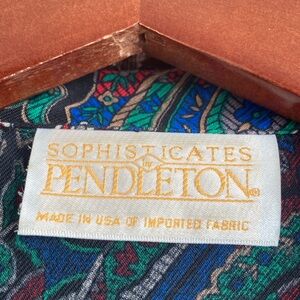 SOPHISTICATES
by
PENDLETON®
MADE IN USA OF IMPORTED FABRIC